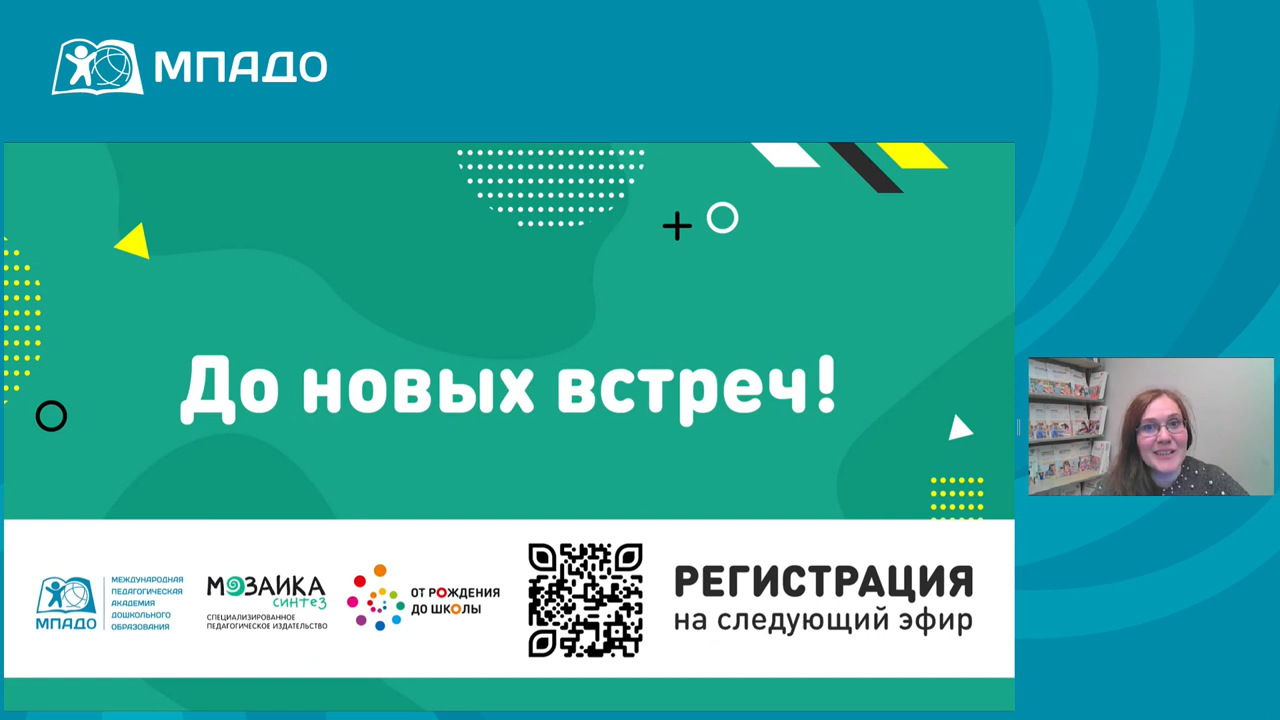 МПАДО
До новых встреч!
МПАДО
МЕЖДУНАРОДНАЯ
ПЕДАГОГИЧЕСКАЯ
АКАДЕМИЯ
ДОШКОЛЬНОГО
ОБРАЗОВАНИЯ
МОЗАИКА
СИНТЕЗ
СПЕЦИАЛИЗИРОВАННОЕ
ПЕДАГОГИЧЕСКОЕ ИЗДАТЕЛЬСТВО
ОТ РОЖДЕНИЯ
ДО ШКОЛЫ
РЕГИСТРАЦИЯ
на следующий эфир